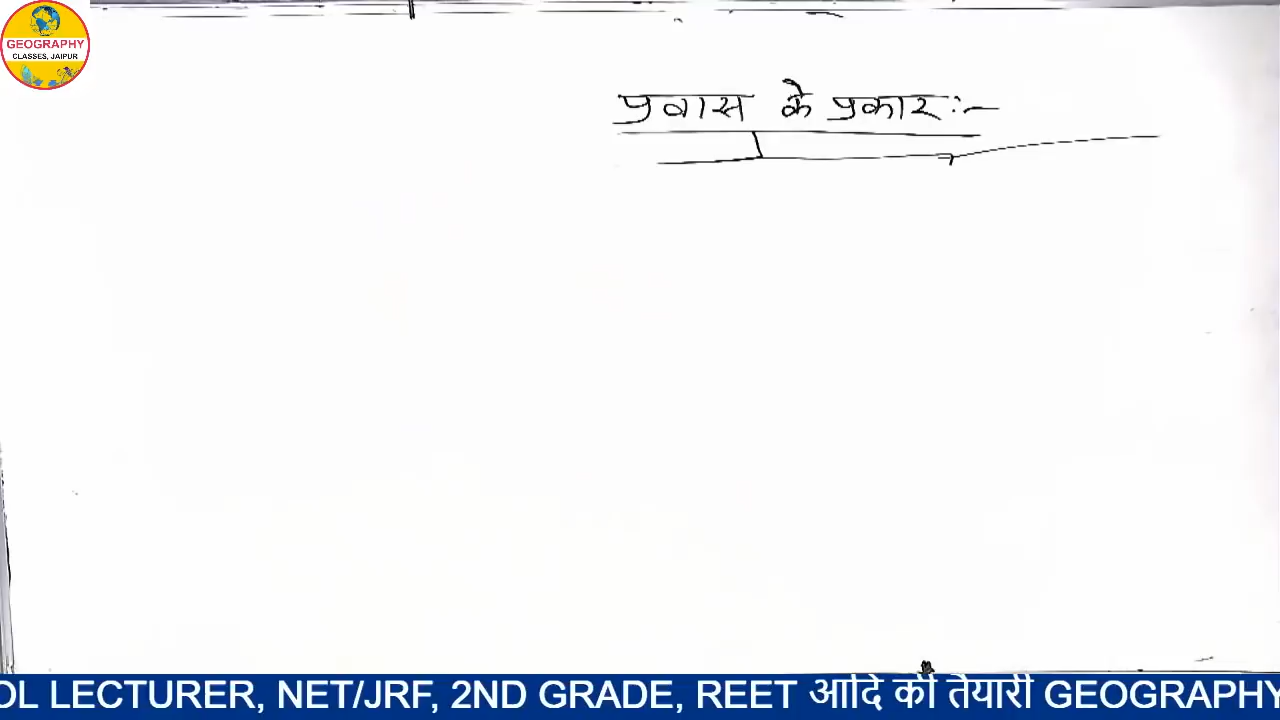 GEOGRAPHY
CLASSES, JAIPUR
प्रवास के प्रकार :-
OL LECTURER, NET/JRF, 2ND GRADE, REET आदि की तैयारी GEOGRAPHY